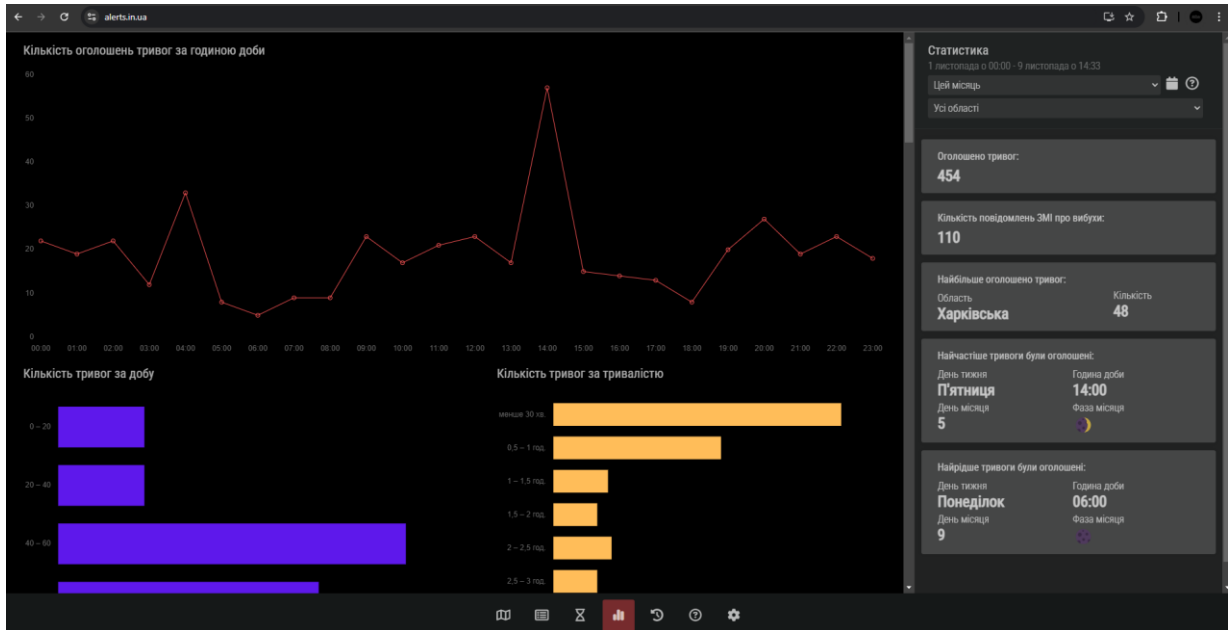 alerts.in.ua
Кількість оголошень тривог за годиною доби
60
50
40
30
20
10
0
00:00 01:00 02:00 03:00 04:00 05:00 06:00 07:00 08:00 09:00 10:00 11:00 12:00 13:00 14:00 15:00 16:00 17:00 18:00 19:00 20:00 21:00 22:00 23:00
Кількість тривог за добу
0 – 20
20 – 40
40 – 60
Кількість тривог за тривалістю
менше 30 хв.
0,5 – 1 год.
1 – 1,5 год.
1,5 – 2 год.
2 – 2,5 год.
2,5 – 3 год.
Статистика
1 листопада о 00:00 - 9 листопада о 14:33
Цей місяць
Усі області
Оголошено тривог:
454
Кількість повідомлень ЗМІ про вибухи:
110
Найбільше оголошено тривог:
Область Кількість
Харківська 48
Найчастіше тривоги були оголошені:
День тижня Година доби
П'ятниця 14:00
День місяця Фаза місяця
5
Найрідше тривоги були оголошені:
День тижня Година доби
Понеділок 06:00
День місяця Фаза місяця
9